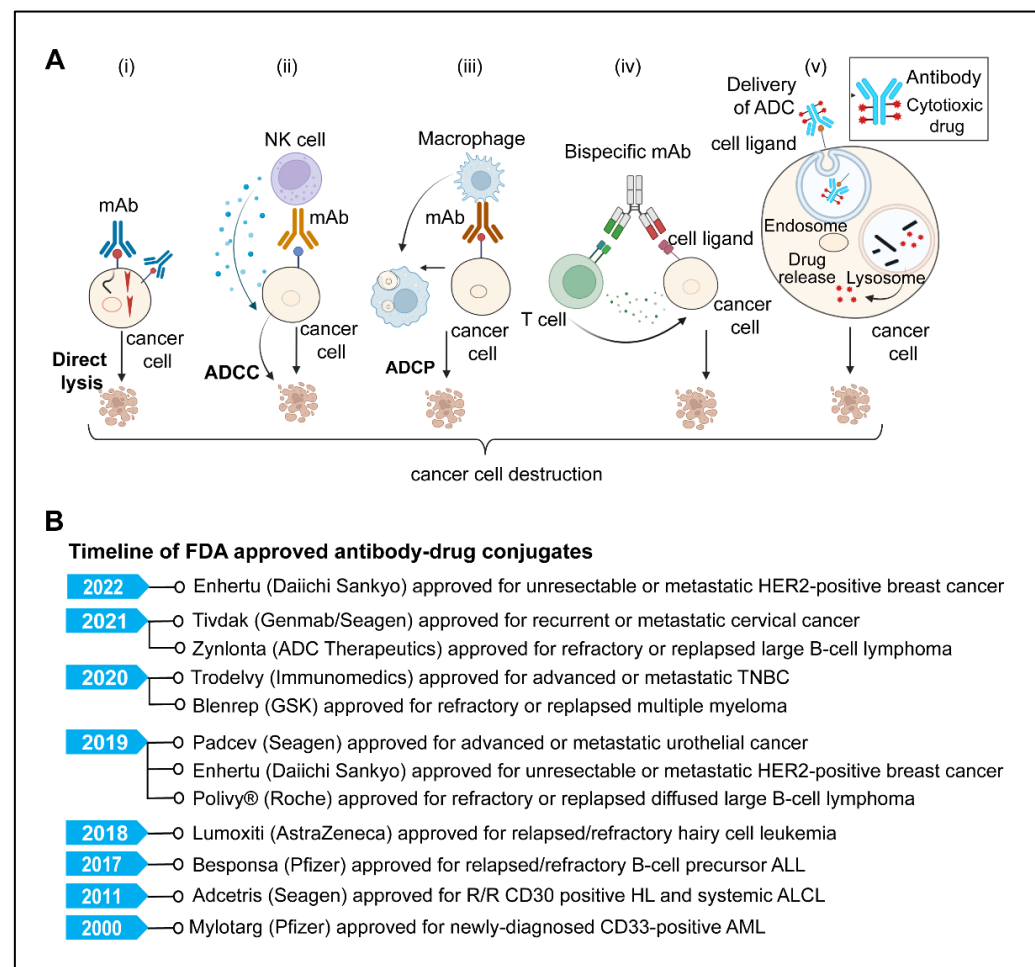 A
(i)
(ii)
(iii)
(iv)
(v)
mAb
cancer
cell
Direct
lysis
NK cell
mAb
cancer
cell
ADCC
Macrophage
mAb
cancer
cell
ADCP
Bispecific mAb
cell ligand
T cell
cancer
cell
Delivery
of ADC
cell ligand
Antibody
Cytotioxic
drug
Endosome
Drug
release
Lysosome
cancer
cell
cancer cell destruction
B
Timeline of FDA approved antibody-drug conjugates
2022 Enhertu (Daiichi Sankyo) approved for unresectable or metastatic HER2-positive breast cancer
2021 Tivdak (Genmab/Seagen) approved for recurrent or metastatic cervical cancer
Zynlonta (ADC Therapeutics) approved for refractory or replapsed large B-cell lymphoma
2020 Trodelvy (Immunomedics) approved for advanced or metastatic TNBC
Blenrep (GSK) approved for refractory or replapsed multiple myeloma
2019 Padcev (Seagen) approved for advanced or metastatic urothelial cancer
Enhertu (Daiichi Sankyo) approved for unresectable or metastatic HER2-positive breast cancer
Polivy® (Roche) approved for refractory or replapsed diffused large B-cell lymphoma
2018 Lumoxiti (AstraZeneca) approved for relapsed/refractory hairy cell leukemia
2017 Besponsa (Pfizer) approved for relapsed/refractory B-cell precursor ALL
2011 Adcetris (Seagen) approved for R/R CD30 positive HL and systemic ALCL
2000 Mylotarg (Pfizer) approved for newly-diagnosed CD33-positive AML